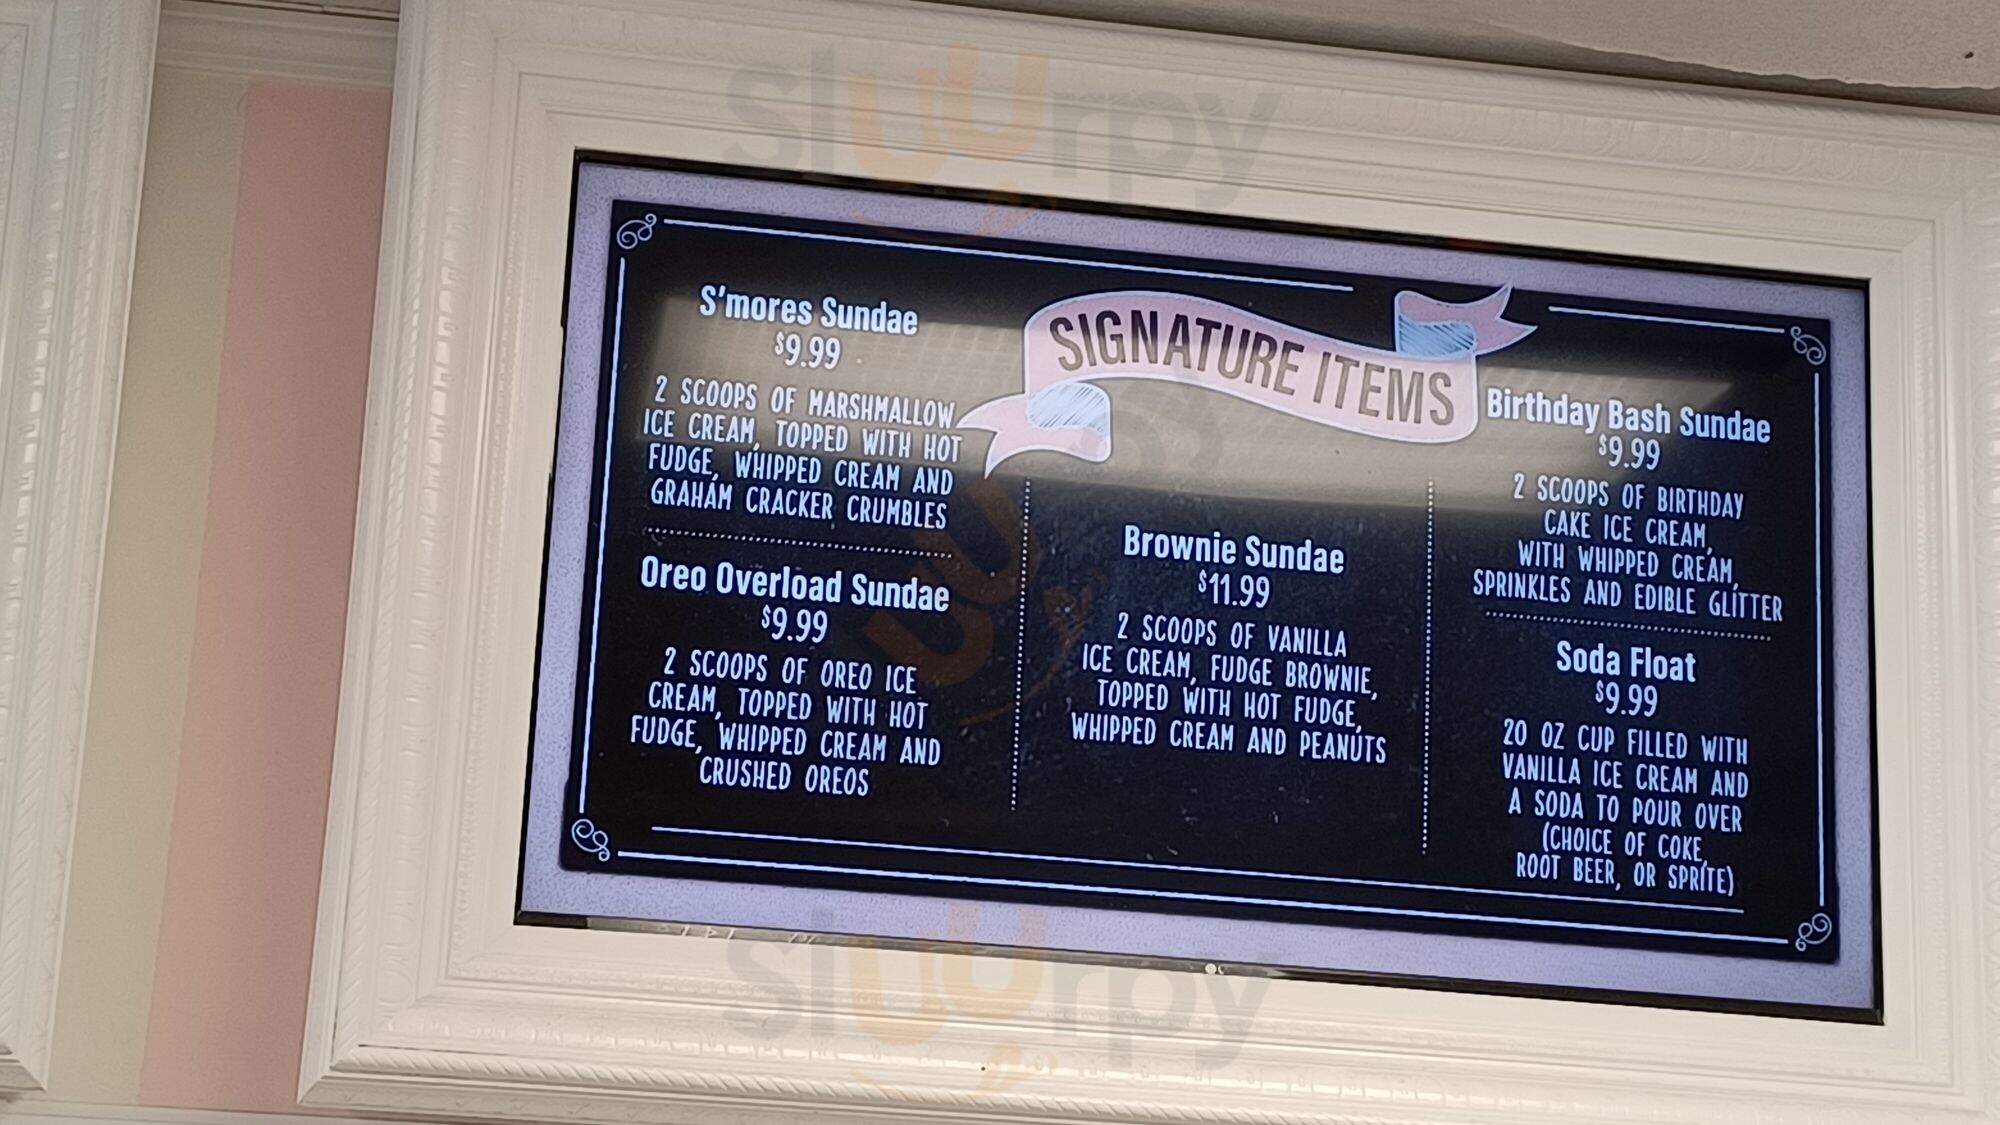 sluurpy
SIGNATURE ITEMS
S'mores Sundae
$9.99
2 SCOOPS OF MARSHMALLOW
ICE CREAM, TOPPED WITH HOT
FUDGE, WHIPPED CREAM AND
GRAHAM CRACKER CRUMBLES
Oreo Overload Sundae
$9.99
2 SCOOPS OF OREO ICE
CREAM, TOPPED WITH HOT
FUDGE, WHIPPED CREAM AND
CRUSHED OREOS
Brownie Sundae
$11.99
2 SCOOPS OF VANILLA
ICE CREAM, FUDGE BROWNIE,
TOPPED WITH HOT FUDGE,
WHIPPED CREAM AND PEANUTS
Birthday Bash Sundae
$9.99
2 SCOOPS OF BIRTHDAY
CAKE ICE CREAM,
WITH WHIPPED CREAM,
SPRINKLES AND EDIBLE GLITTER
Soda Float
$9.99
20 OZ CUP FILLED WITH
VANILLA ICE CREAM AND
A SODA TO POUR OVER
(CHOICE OF COKE,
ROOT BEER, OR SPRITE)
sluurpy